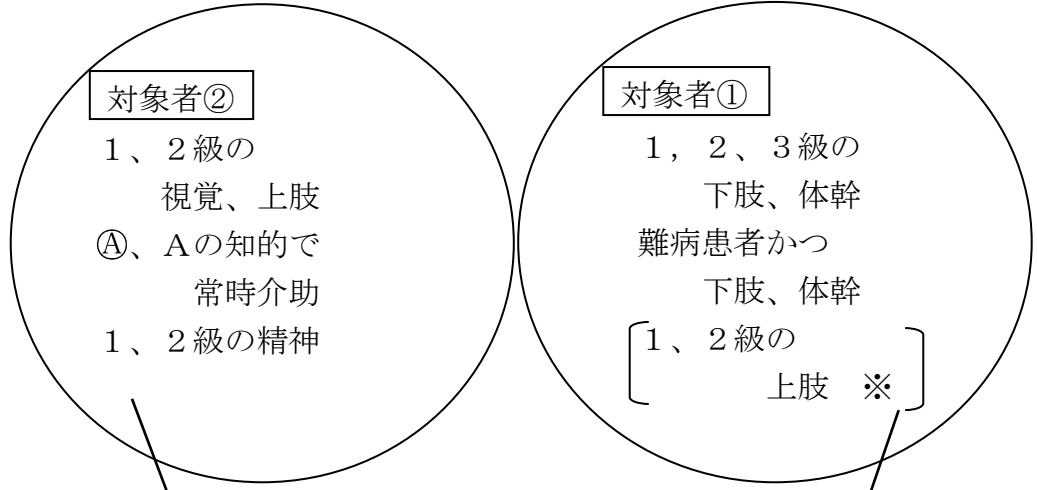 対象者②
１、２級の
視覚、上肢
Ⓐ、Ａの知的で
常時介助
１、２級の精神
対象者①
１，２、３級の
下肢、体幹
難病患者かつ
下肢、体幹
１、２級の
上肢　※